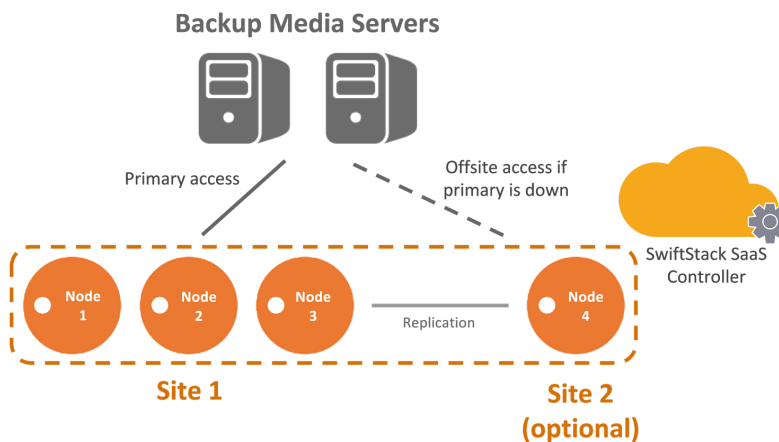 Backup Media Servers
Primary access
Offsite access if
primary is down
SwiftStack SaaS
Controller
Node
1
Node
2
Node
3
Replication
Node
4
Site 1
Site 2
(optional)